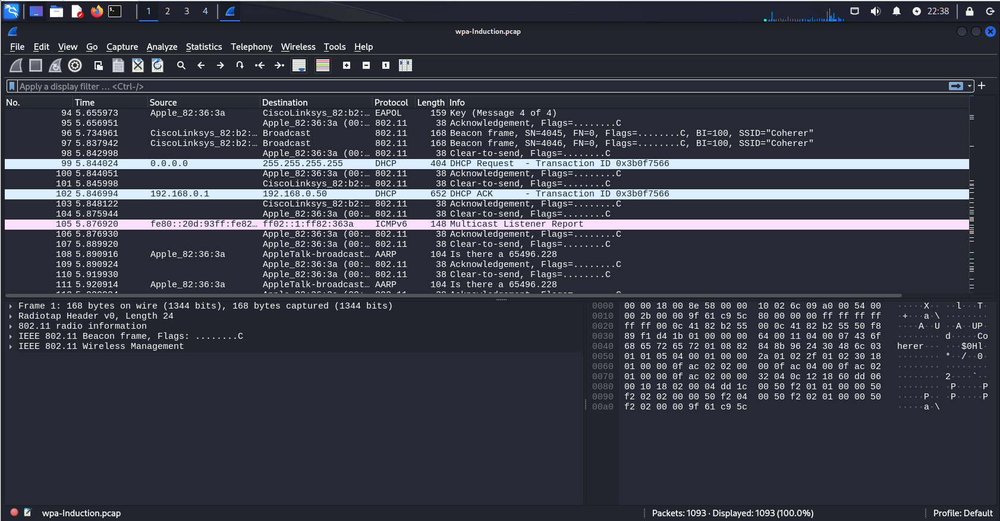 1 2 3 4 22:38
wpa-Induction.pcap
File Edit View Go Capture Analyze Statistics Telephony Wireless Tools Help
Apply a display filter … <Ctrl-/>
No. Time Source Destination Protocol Length Info
94 5.655973 Apple_82:36:3a CiscoLinksys_82:b2:… EAPOL 159 Key (Message 4 of 4)
95 5.656951 Apple_82:36:3a (00:… 802.11 38 Acknowledgement, Flags=........C
96 5.734961 CiscoLinksys_82:b2:… Broadcast 802.11 168 Beacon frame, SN=4045, FN=0, Flags=........C, BI=100, SSID="Coherer"
97 5.837942 CiscoLinksys_82:b2:… Broadcast 802.11 168 Beacon frame, SN=4046, FN=0, Flags=........C, BI=100, SSID="Coherer"
98 5.842998 Apple_82:36:3a (00:… 802.11 38 Clear-to-send, Flags=........C
99 5.844024 0.0.0.0 255.255.255.255 DHCP 404 DHCP Request - Transaction ID 0x3b0f7566
100 5.844051 Apple_82:36:3a (00:… 802.11 38 Acknowledgement, Flags=........C
101 5.845998 CiscoLinksys_82:b2:… 802.11 38 Clear-to-send, Flags=........C
102 5.846994 192.168.0.1 192.168.0.50 DHCP 652 DHCP ACK - Transaction ID 0x3b0f7566
103 5.848122 CiscoLinksys_82:b2:… 802.11 38 Acknowledgement, Flags=........C
104 5.875944 Apple_82:36:3a (00:… 802.11 38 Clear-to-send, Flags=........C
105 5.876920 fe80::20d:93ff:fe82… ff02::1:ff82:363a ICMPv6 148 Multicast Listener Report
106 5.876930 Apple_82:36:3a (00:… 802.11 38 Acknowledgement, Flags=........C
107 5.889920 Apple_82:36:3a (00:… 802.11 38 Clear-to-send, Flags=........C
108 5.890916 Apple_82:36:3a AppleTalk-broadcast… AARP 104 Is there a 65496.228
109 5.890924 Apple_82:36:3a (00:… 802.11 38 Acknowledgement, Flags=........C
110 5.919930 Apple_82:36:3a (00:… 802.11 38 Clear-to-send, Flags=........C
111 5.920914 Apple_82:36:3a AppleTalk-broadcast… AARP 104 Is there a 65496.228
Frame 1: 168 bytes on wire (1344 bits), 168 bytes captured (1344 bits)
Radiotap Header v0, Length 24
802.11 radio information
IEEE 802.11 Beacon frame, Flags: ........C
IEEE 802.11 Wireless Management
0000 00 00 18 00 8e 58 00 00 10 02 6c 09 a0 00 54 00 ·····X·· ··l···T·
0010 00 2b 00 00 9f 61 c9 5c 80 00 00 00 ff ff ff ff ·+···a·\ ········
0020 ff ff 00 0c 41 82 b2 55 00 0c 41 82 b2 55 50 f8 ····A··U ··A··UP·
0030 89 f1 d4 1b 01 00 00 00 64 00 11 04 00 07 43 6f ········ d·····Co
0040 68 65 72 65 72 01 08 82 84 8b 96 24 30 48 6c 03 herer··· ···$0Hl·
0050 01 01 05 04 00 01 00 00 2a 01 02 2f 01 02 30 18 ········ *··/··0·
0060 01 00 00 0f ac 02 02 00 00 0f ac 04 00 0f ac 02 ········ ········
0070 01 00 00 0f ac 02 00 00 32 04 0c 12 18 60 dd 06 ········ 2····`··
0080 00 10 18 02 00 04 dd 1c 00 50 f2 01 01 00 00 50 ········ ·P·····P
0090 f2 02 02 00 00 50 f2 04 00 50 f2 02 01 00 00 50 ·····P·· ·P·····P
00a0 f2 02 00 00 9f 61 c9 5c ·····a·\
wpa-Induction.pcap
Packets: 1093 · Displayed: 1093 (100.0%)
Profile: Default